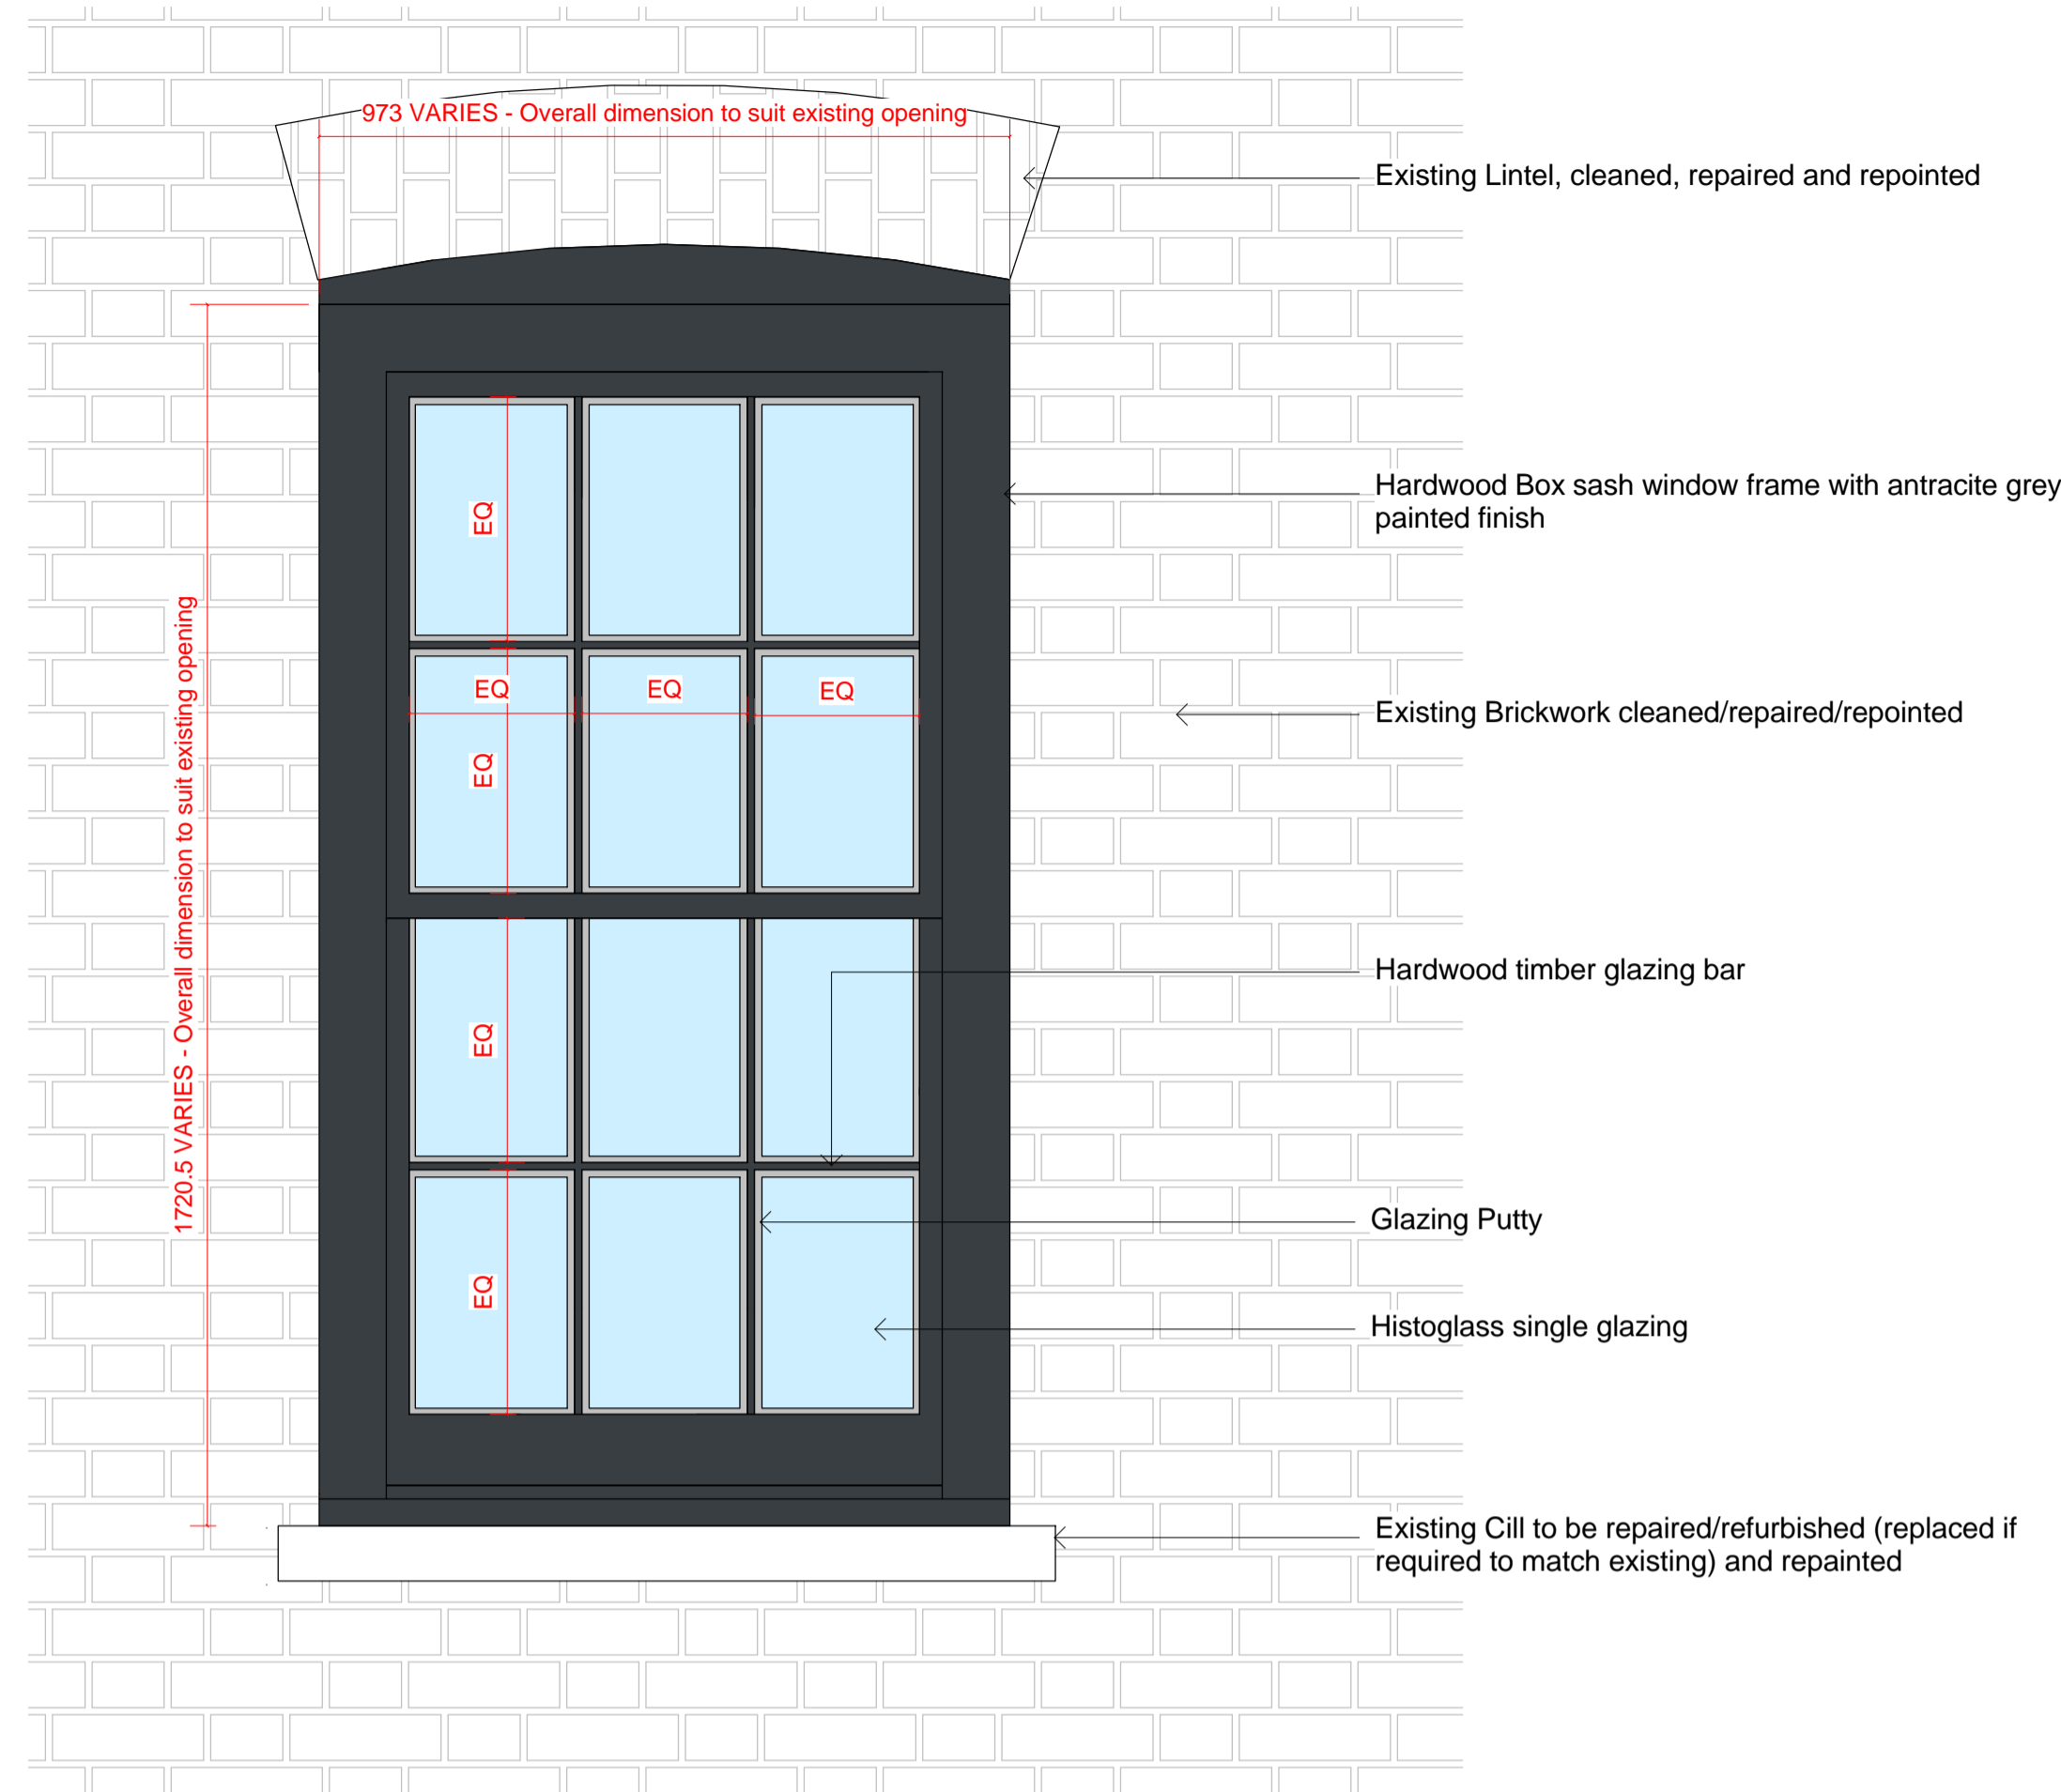 973 VARIES - Overall dimension to suit existing opening
Existing Lintel, cleaned, repaired and repointed
Hardwood Box sash window frame with antracite grey
painted finish
EQ
1720.5 VARIES - Overall dimension to suit existing opening
EQ
EQ
EQ
EQ
Existing Brickwork cleaned/repaired/repointed
Hardwood timber glazing bar
EQ
Glazing Putty
EQ
Histoglass single glazing
Existing Cill to be repaired/refurbished (replaced if
required to match existing) and repainted